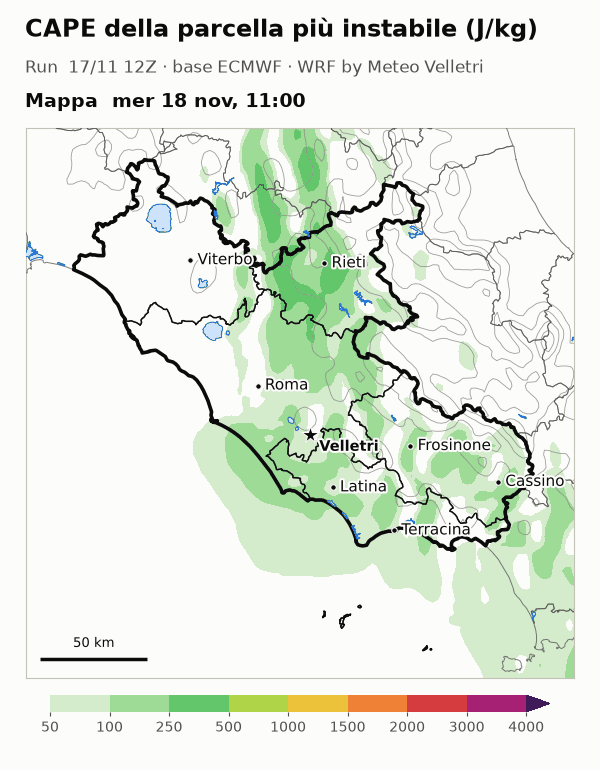 CAPE della parcella più instabile (J/kg)
Run  17/11 12Z · base ECMWF · WRF by Meteo Velletri
Mappa  mer 18 nov, 11:00
Viterbo
Rieti
Roma
Velletri
Frosinone
Latina
Cassino
Terracina
50 km
50 100 250 500 1000 1500 2000 3000 4000